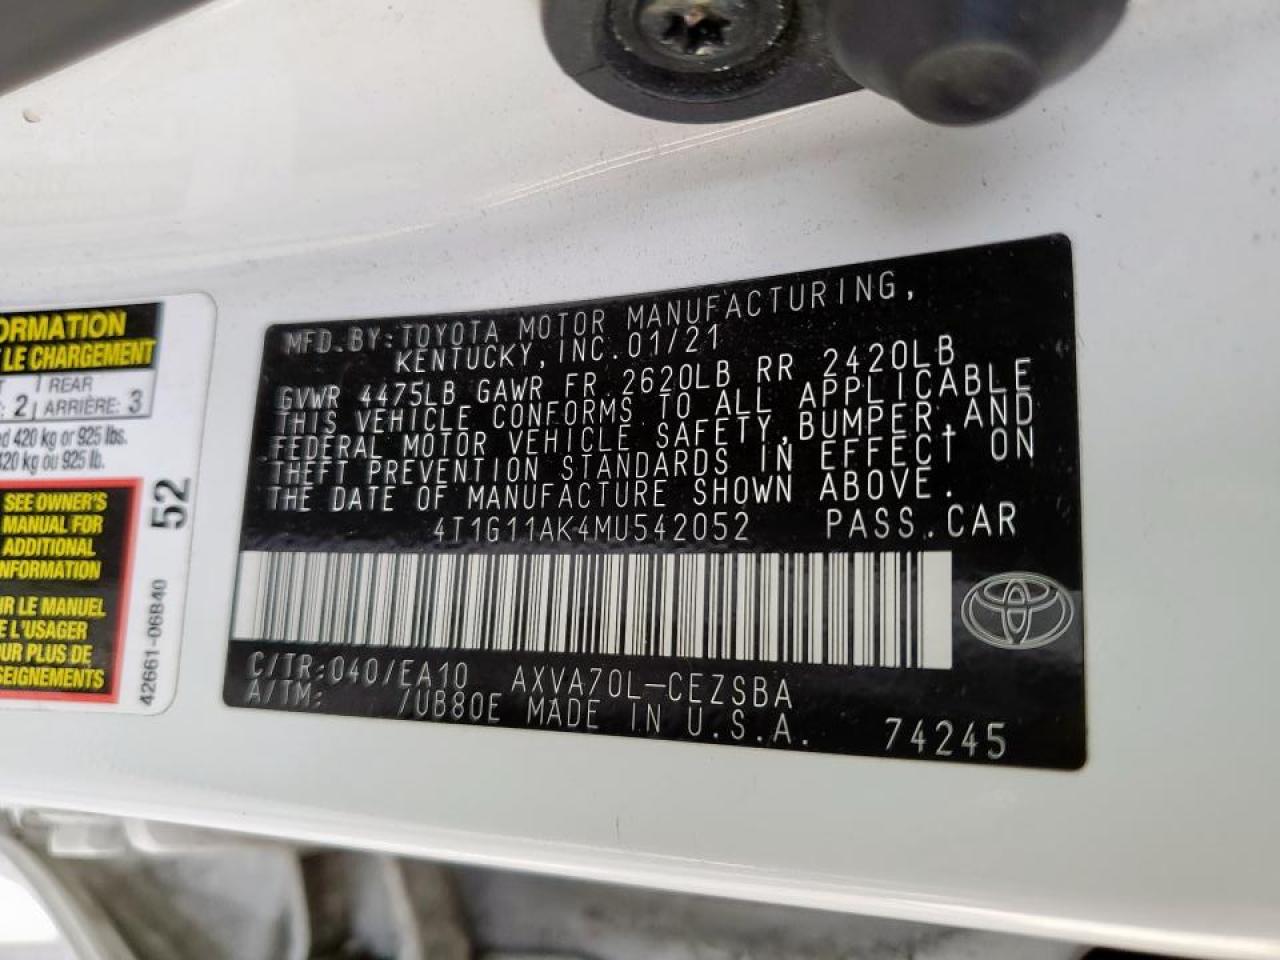 ORMATION
LE CHARGEMENT
REAR
: 2 ARRIÈRE: 3
ed 420 kg or 925 lbs.
420 kg ou 925 lb.
SEE OWNER'S
MANUAL FOR
ADDITIONAL
NFORMATION
IR LE MANUEL
E L'USAGER
OUR PLUS DE
SEIGNEMENTS
52
42661-06B40
MFD.BY:TOYOTA MOTOR MANUFACTURING,
KENTUCKY, INC.01/21
GVWR 4475LB GAWR FR 2620LB RR 2420LB
THIS VEHICLE CONFORMS TO ALL APPLICABLE
FEDERAL MOTOR VEHICLE SAFETY,BUMPER,AND
THEFT PREVENTION STANDARDS IN EFFECT ON
THE DATE OF MANUFACTURE SHOWN ABOVE.
4T1G11AK4MU542052 PASS.CAR
C/TR:040/EA10 AXVA70L-CEZSBA
A/TM: /UB80E MADE IN U.S.A. 74245